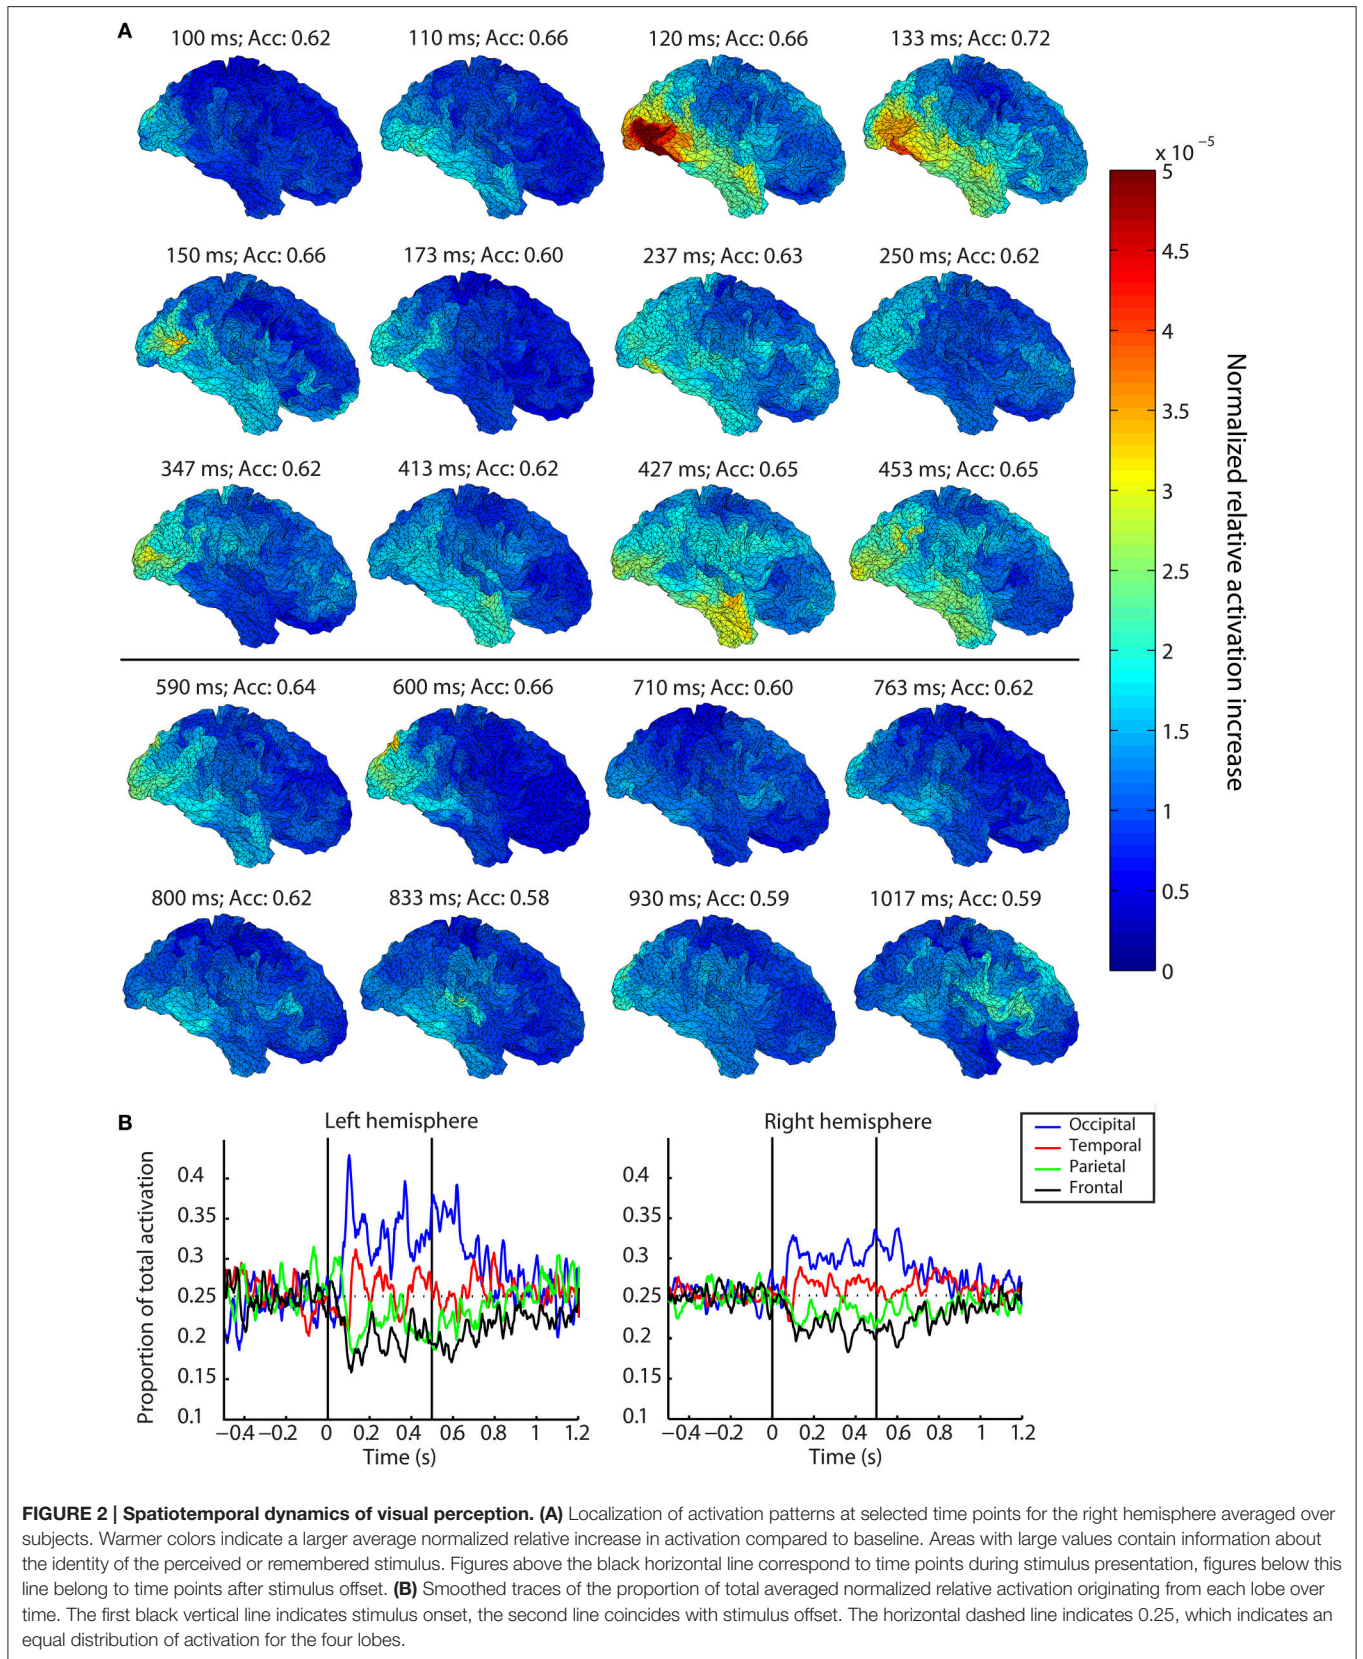 A
100 ms; Acc: 0.62
110 ms; Acc: 0.66
120 ms; Acc: 0.66
133 ms; Acc: 0.72
150 ms; Acc: 0.66
173 ms; Acc: 0.60
237 ms; Acc: 0.63
250 ms; Acc: 0.62
347 ms; Acc: 0.62
413 ms; Acc: 0.62
427 ms; Acc: 0.65
453 ms; Acc: 0.65
590 ms; Acc: 0.64
600 ms; Acc: 0.66
710 ms; Acc: 0.60
763 ms; Acc: 0.62
800 ms; Acc: 0.62
833 ms; Acc: 0.58
930 ms; Acc: 0.59
1017 ms; Acc: 0.59
x 10⁻⁵
5
4.5
4
3.5
3
2.5
2
1.5
1
0.5
0
Normalized relative activation increase
B
Left hemisphere
Proportion of total activation
0.4
0.35
0.3
0.25
0.2
0.15
0.1
−0.4 −0.2 0 0.2 0.4 0.6 0.8 1 1.2
Time (s)
Right hemisphere
0.4
0.35
0.3
0.25
0.2
0.15
0.1
−0.4 −0.2 0 0.2 0.4 0.6 0.8 1 1.2
Time (s)
Occipital
Temporal
Parietal
Frontal
FIGURE 2 | Spatiotemporal dynamics of visual perception. (A) Localization of activation patterns at selected time points for the right hemisphere averaged over
subjects. Warmer colors indicate a larger average normalized relative increase in activation compared to baseline. Areas with large values contain information about
the identity of the perceived or remembered stimulus. Figures above the black horizontal line correspond to time points during stimulus presentation, figures below this
line belong to time points after stimulus offset. (B) Smoothed traces of the proportion of total averaged normalized relative activation originating from each lobe over
time. The first black vertical line indicates stimulus onset, the second line coincides with stimulus offset. The horizontal dashed line indicates 0.25, which indicates an
equal distribution of activation for the four lobes.